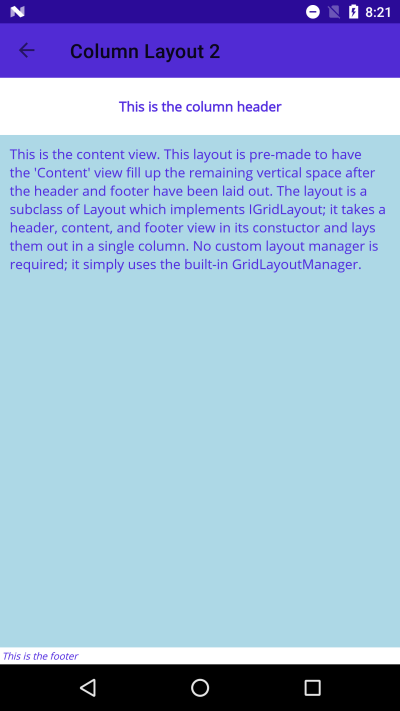 8:21
Column Layout 2
This is the column header
This is the content view. This layout is pre-made to have
the 'Content' view fill up the remaining vertical space after
the header and footer have been laid out. The layout is a
subclass of Layout which implements IGridLayout; it takes a
header, content, and footer view in its constuctor and lays
them out in a single column. No custom layout manager is
required; it simply uses the built-in GridLayoutManager.
This is the footer